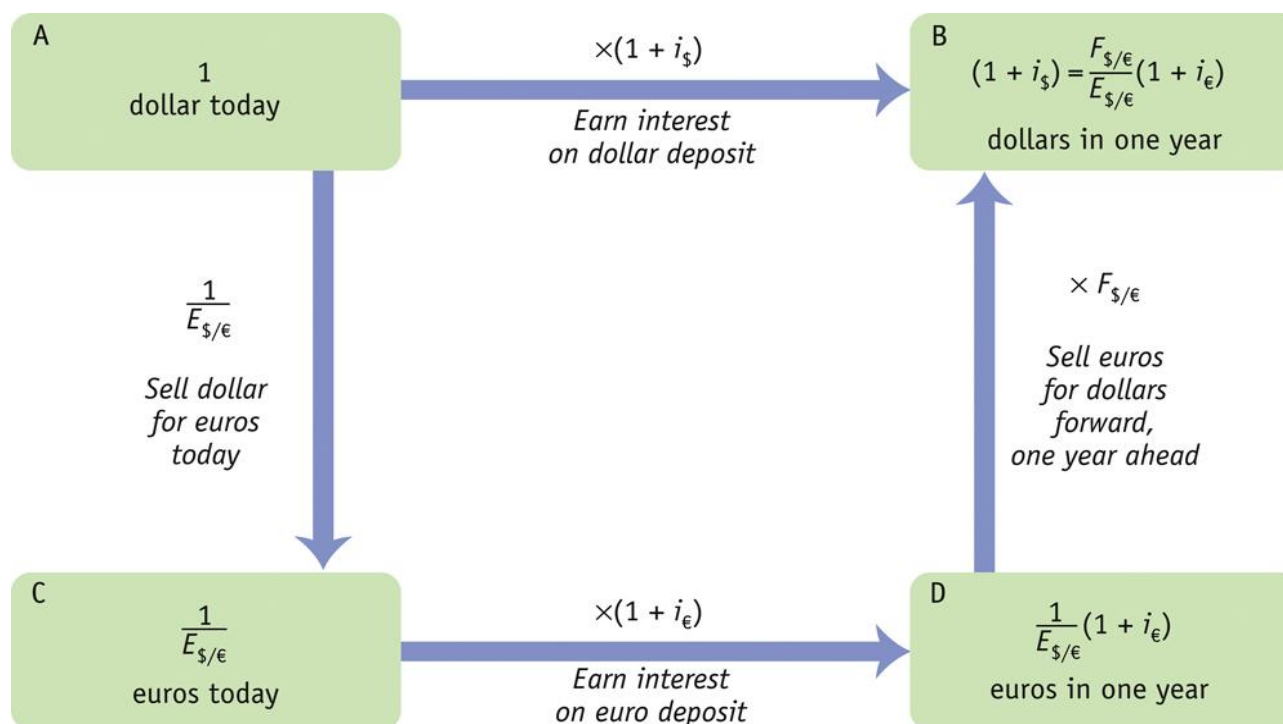 A
1
dollar today
×(1 + i$)
Earn interest
on dollar deposit
B
(1 + i$) = F$/€ / E$/€ (1 + i€)
dollars in one year
1 / E$/€
Sell dollar
for euros
today
× F$/€
Sell euros
for dollars
forward,
one year ahead
C
1 / E$/€
euros today
×(1 + i€)
Earn interest
on euro deposit
D
1 / E$/€ (1 + i€)
euros in one year